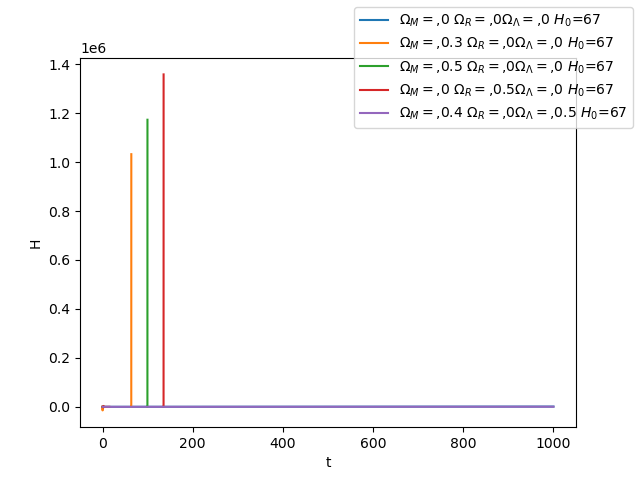 Ω_M =,0 Ω_R =,0Ω_Λ =,0 H_0=67
Ω_M =,0.3 Ω_R =,0Ω_Λ =,0 H_0=67
Ω_M =,0.5 Ω_R =,0Ω_Λ =,0 H_0=67
Ω_M =,0 Ω_R =,0.5Ω_Λ =,0 H_0=67
Ω_M =,0.4 Ω_R =,0Ω_Λ =,0.5 H_0=67
1e6
1.4
1.2
1.0
0.8
0.6
0.4
0.2
0.0
H
0 200 400 600 800 1000
t